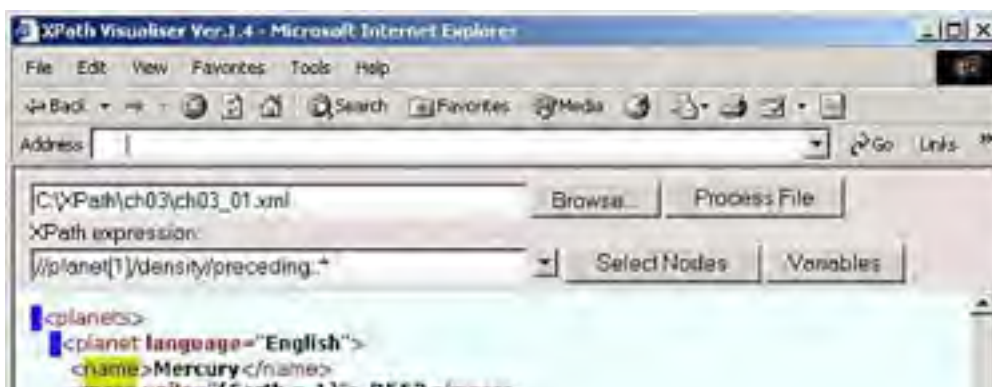 XPath Visualiser Ver.1.4 - Microsoft Internet Explorer
File Edit View Favorites Tools Help
Back Search Favorites Media
Address Go Links »
C:\XPath\ch03\ch03_01.xml Browse... Process File
XPath expression:
//planet[1]/density/preceding::* Select Nodes Variables
<planets>
<planet language="English">
<name>Mercury</name>